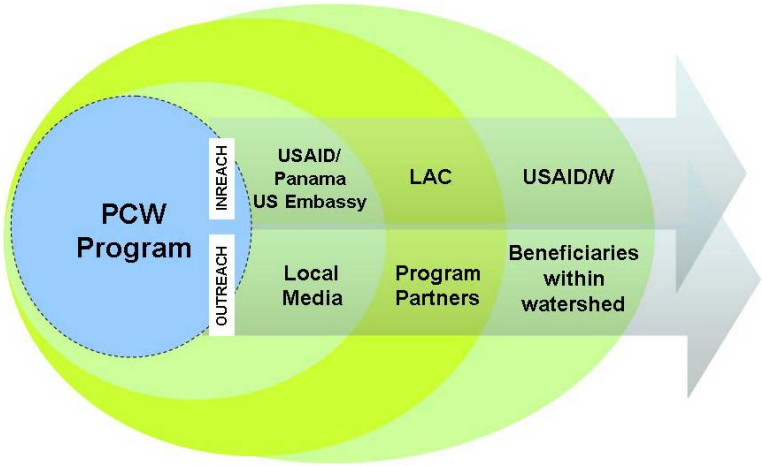 PCW
Program
INREACH
USAID/
Panama
US Embassy
LAC
USAID/W
OUTREACH
Local
Media
Program
Partners
Beneficiaries
within
watershed